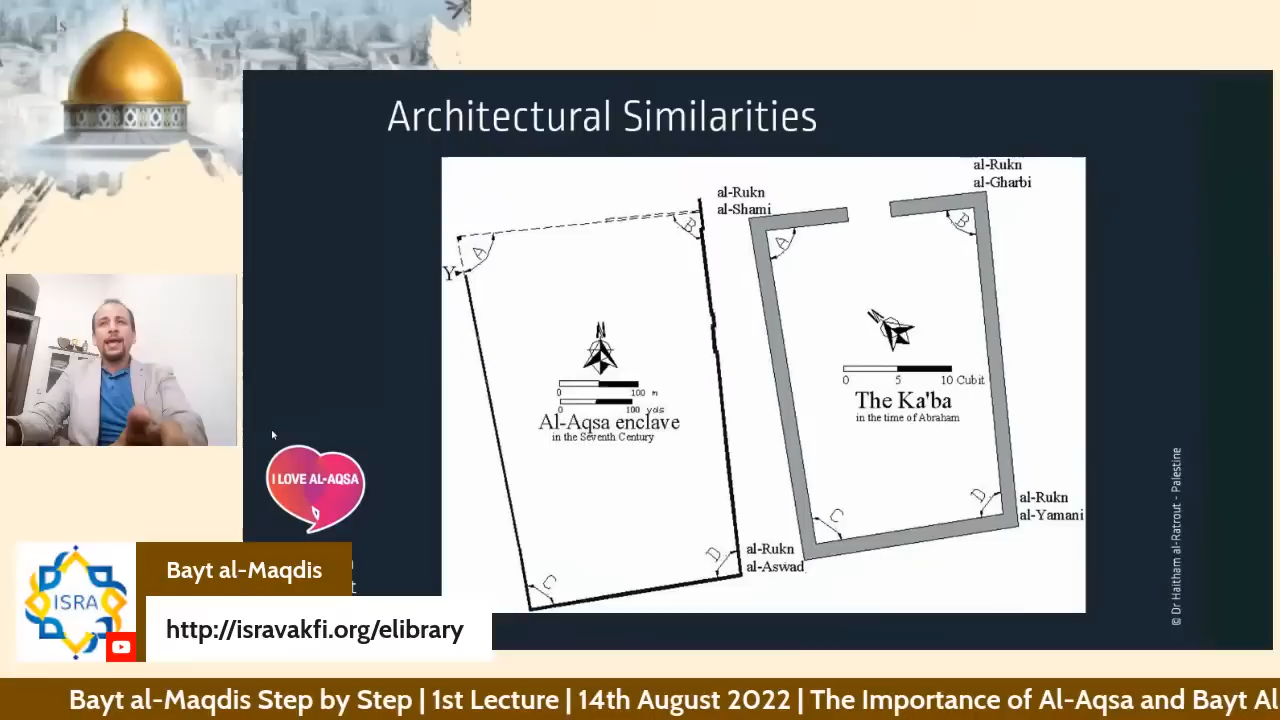 Architectural Similarities
al-Rukn
al-Gharbi
al-Rukn
al-Shami
A
B
A
B
Y
N
N
0 100 m
0 100 yds
Al-Aqsa enclave
in the Seventh Century
0 5 10 Cubit
The Ka'ba
in the time of Abraham
C
D
al-Rukn
al-Aswad
C
D
al-Rukn
al-Yamani
© Dr Haitham al-Ratrout - Palestine
I LOVE AL-AQSA
ISRA
Bayt al-Maqdis
http://isravakfi.org/elibrary
Bayt al-Maqdis Step by Step | 1st Lecture | 14th August 2022 | The Importance of Al-Aqsa and Bayt Al